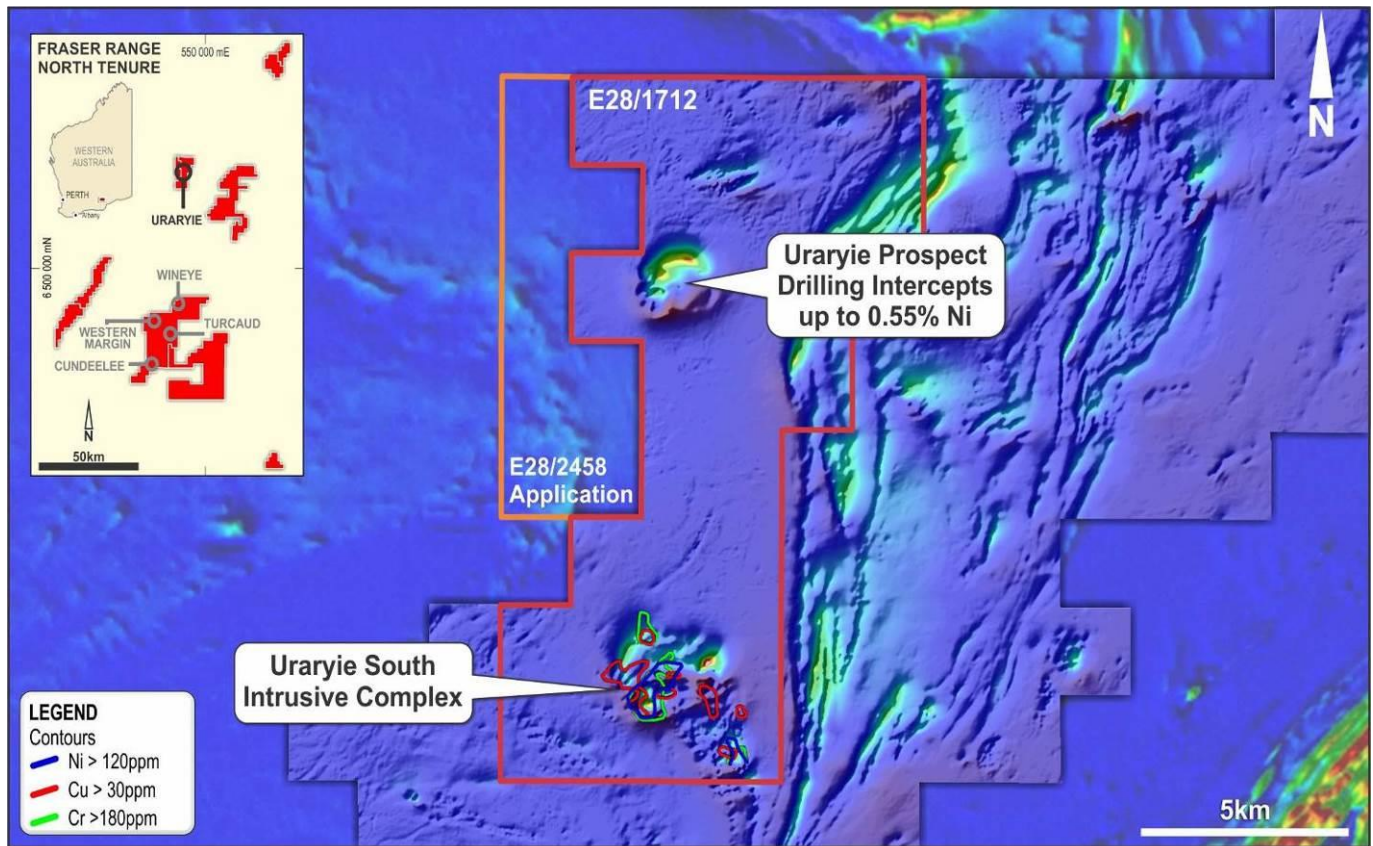 FRASER RANGE
NORTH TENURE
550 000 mE
WESTERN
AUSTRALIA
PERTH
Albany
URARYIE
6 500 000 mN
WINEYE
WESTERN
MARGIN
TURCAUD
CUNDEELEE
N
50km
E28/1712
N
Uraryie Prospect
Drilling Intercepts
up to 0.55% Ni
E28/2458
Application
Uraryie South
Intrusive Complex
LEGEND
Contours
Ni > 120ppm
Cu > 30ppm
Cr >180ppm
5km